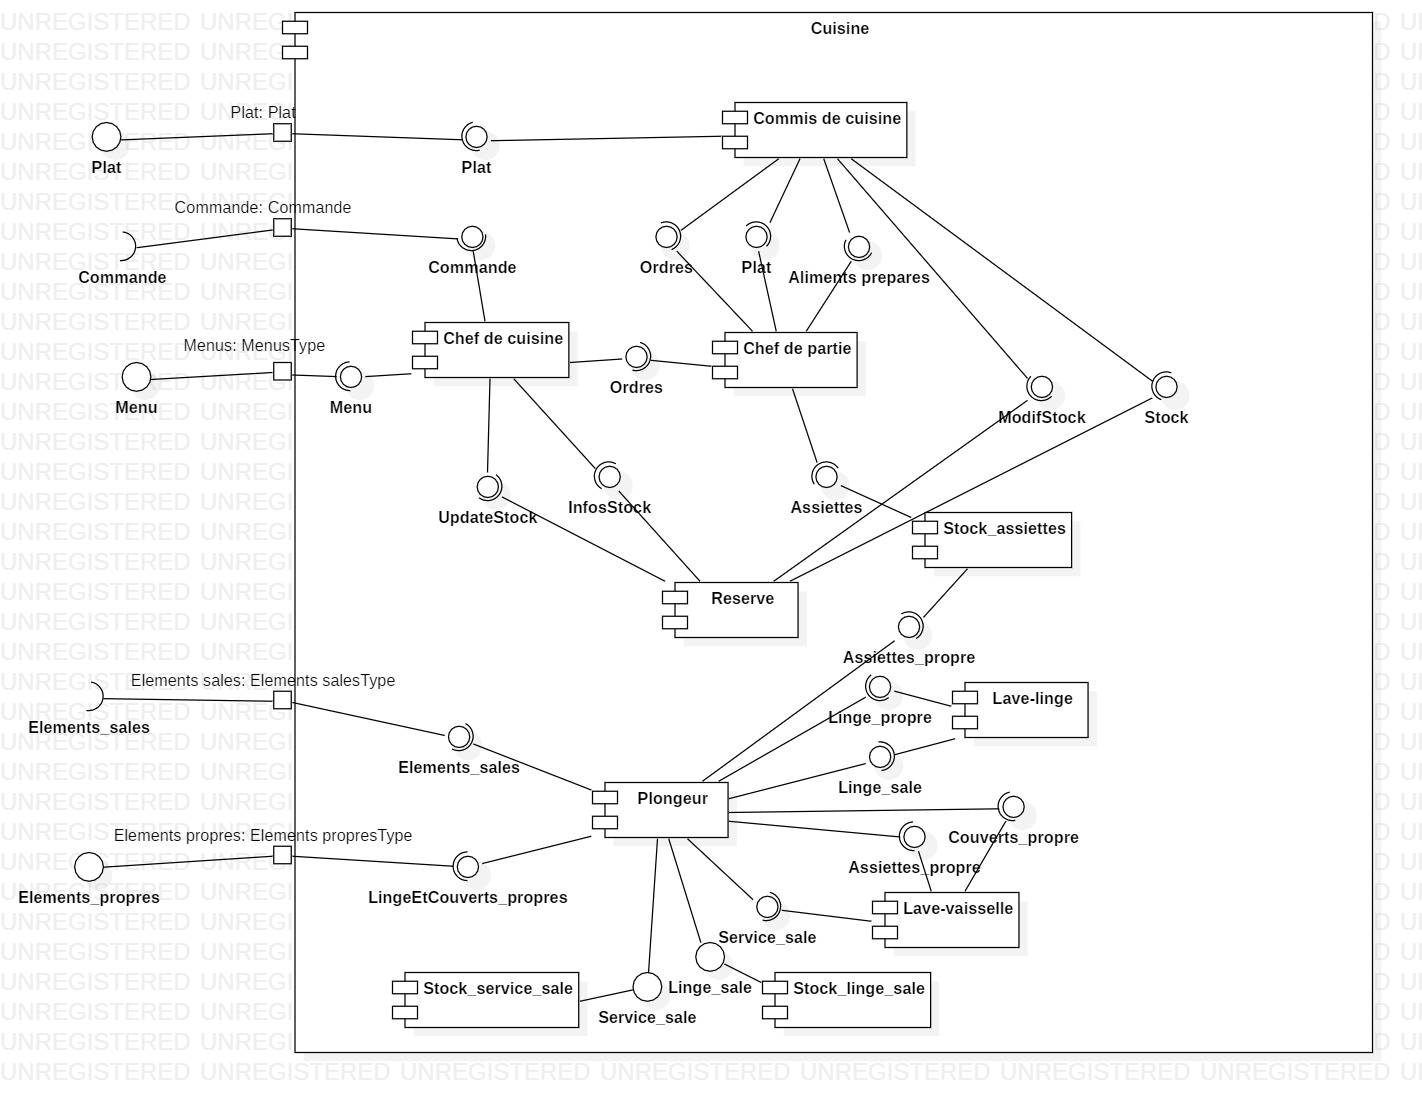 Cuisine
Plat: Plat
Commis de cuisine
Plat
Plat
Commande: Commande
Commande
Commande
Ordres
Plat
Aliments prepares
Menus: MenusType
Chef de cuisine
Chef de partie
Menu
Menu
Ordres
ModifStock
Stock
UpdateStock
InfosStock
Assiettes
Stock_assiettes
Reserve
Assiettes_propre
Elements sales: Elements salesType
Elements_sales
Linge_propre
Lave-linge
Elements_sales
Linge_sale
Plongeur
Elements propres: Elements propresType
Couverts_propre
Assiettes_propre
Elements_propres
LingeEtCouverts_propres
Lave-vaisselle
Service_sale
Stock_service_sale
Linge_sale
Stock_linge_sale
Service_sale
UNREGISTERED UNREGISTERED UNREGISTERED UNREGISTERED UNREGISTERED UNREGISTERED UNREGISTERED